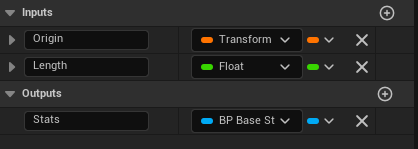 Inputs
Origin Transform
Length Float
Outputs
Stats BP Base St